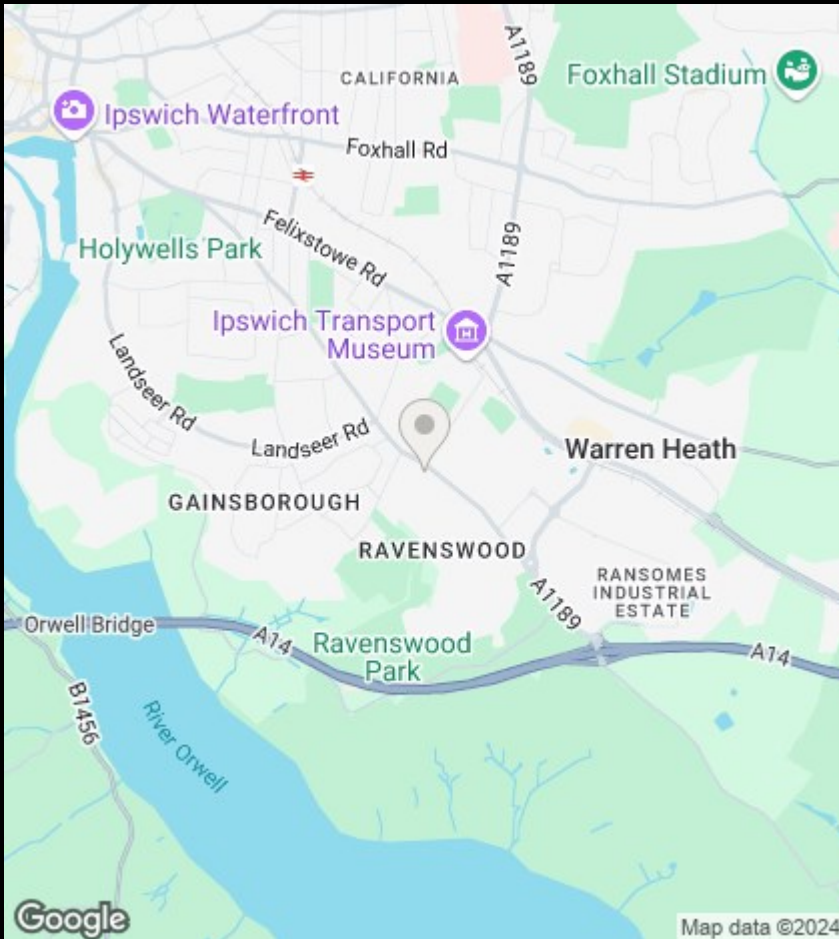 A1189
CALIFORNIA
Foxhall Stadium
Ipswich Waterfront
Foxhall Rd
Felixstowe Rd
A1189
Holywells Park
Ipswich Transport
Museum
Landseer Rd
Landseer Rd
Warren Heath
GAINSBOROUGH
RAVENSWOOD
RANSOMES
INDUSTRIAL
ESTATE
A1189
Orwell Bridge
A14
Ravenswood
Park
A14
B1456
River Orwell
Google
Map data ©2024